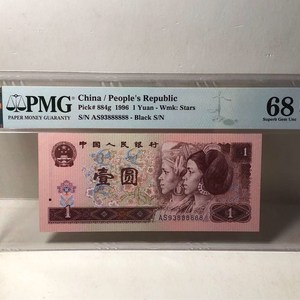 PMG
PAPER MONEY GUARANTY
China / People's Republic
Pick# 884g 1996 1 Yuan - Wmk: Stars
S/N AS93888888 - Black S/N
68
Superb Gem Unc
中国人民银行
1
壹圆
1
AS93888888